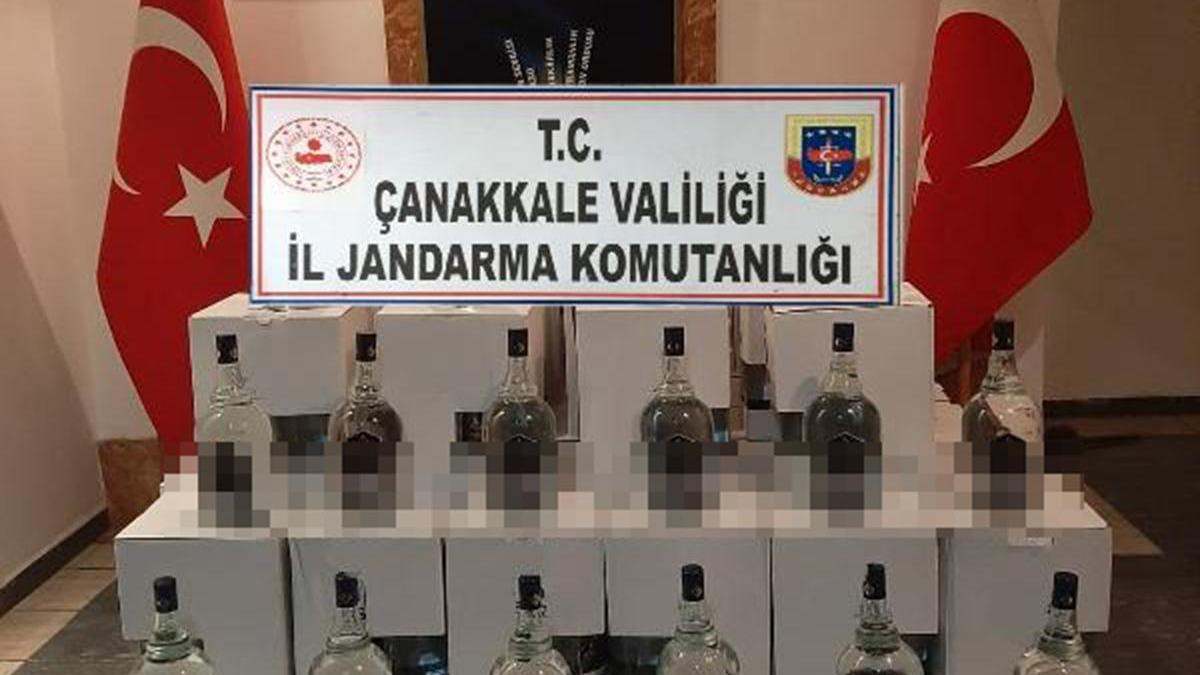 T.C.
ÇANAKKALE VALİLİĞİ
İL JANDARMA KOMUTANLIĞI